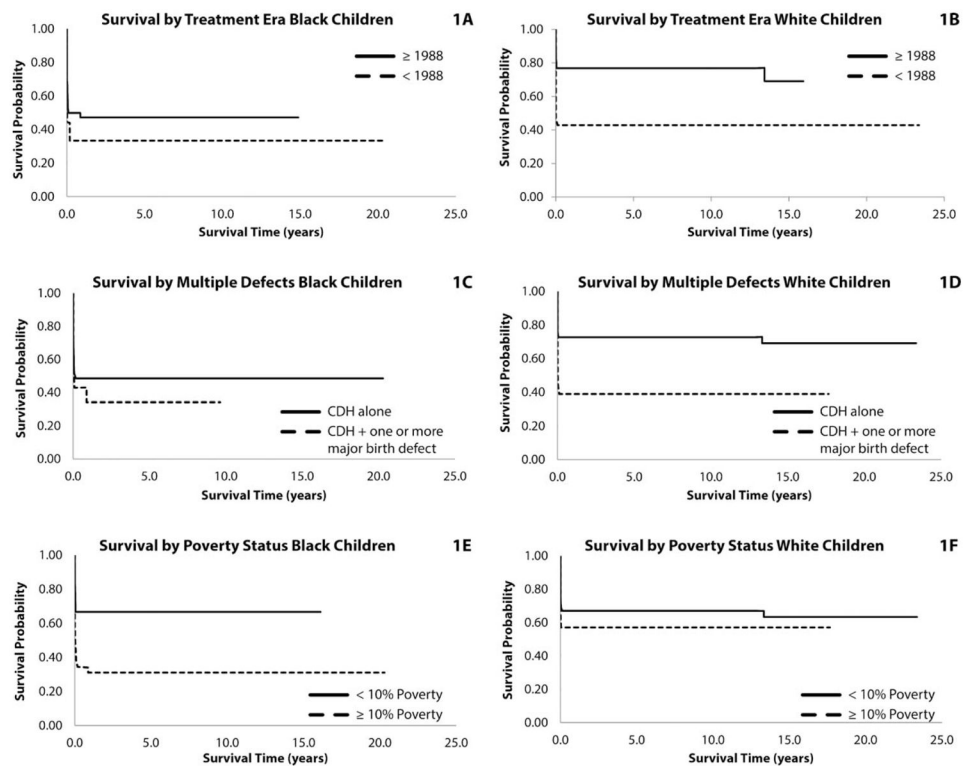 Survival by Treatment Era Black Children 1A
Survival Probability
1.00
0.80
0.60
0.40
0.20
0.00
≥ 1988
< 1988
0.0 5.0 10.0 15.0 20.0 25.0
Survival Time (years)
Survival by Treatment Era White Children 1B
Survival Probability
1.00
0.80
0.60
0.40
0.20
0.00
≥ 1988
< 1988
0.0 5.0 10.0 15.0 20.0 25.0
Survival Time (years)
Survival by Multiple Defects Black Children 1C
Survival Probability
1.00
0.80
0.60
0.40
0.20
0.00
CDH alone
CDH + one or more
major birth defect
0.0 5.0 10.0 15.0 20.0 25.0
Survival Time (years)
Survival by Multiple Defects White Children 1D
Survival Probability
1.00
0.80
0.60
0.40
0.20
0.00
CDH alone
CDH + one or more
major birth defect
0.0 5.0 10.0 15.0 20.0 25.0
Survival Time (years)
Survival by Poverty Status Black Children 1E
Survival Probability
1.00
0.80
0.60
0.40
0.20
0.00
< 10% Poverty
≥ 10% Poverty
0.0 5.0 10.0 15.0 20.0 25.0
Survival Time (years)
Survival by Poverty Status White Children 1F
Survival Probability
1.00
0.80
0.60
0.40
0.20
0.00
< 10% Poverty
≥ 10% Poverty
0.0 5.0 10.0 15.0 20.0 25.0
Survival Time (years)